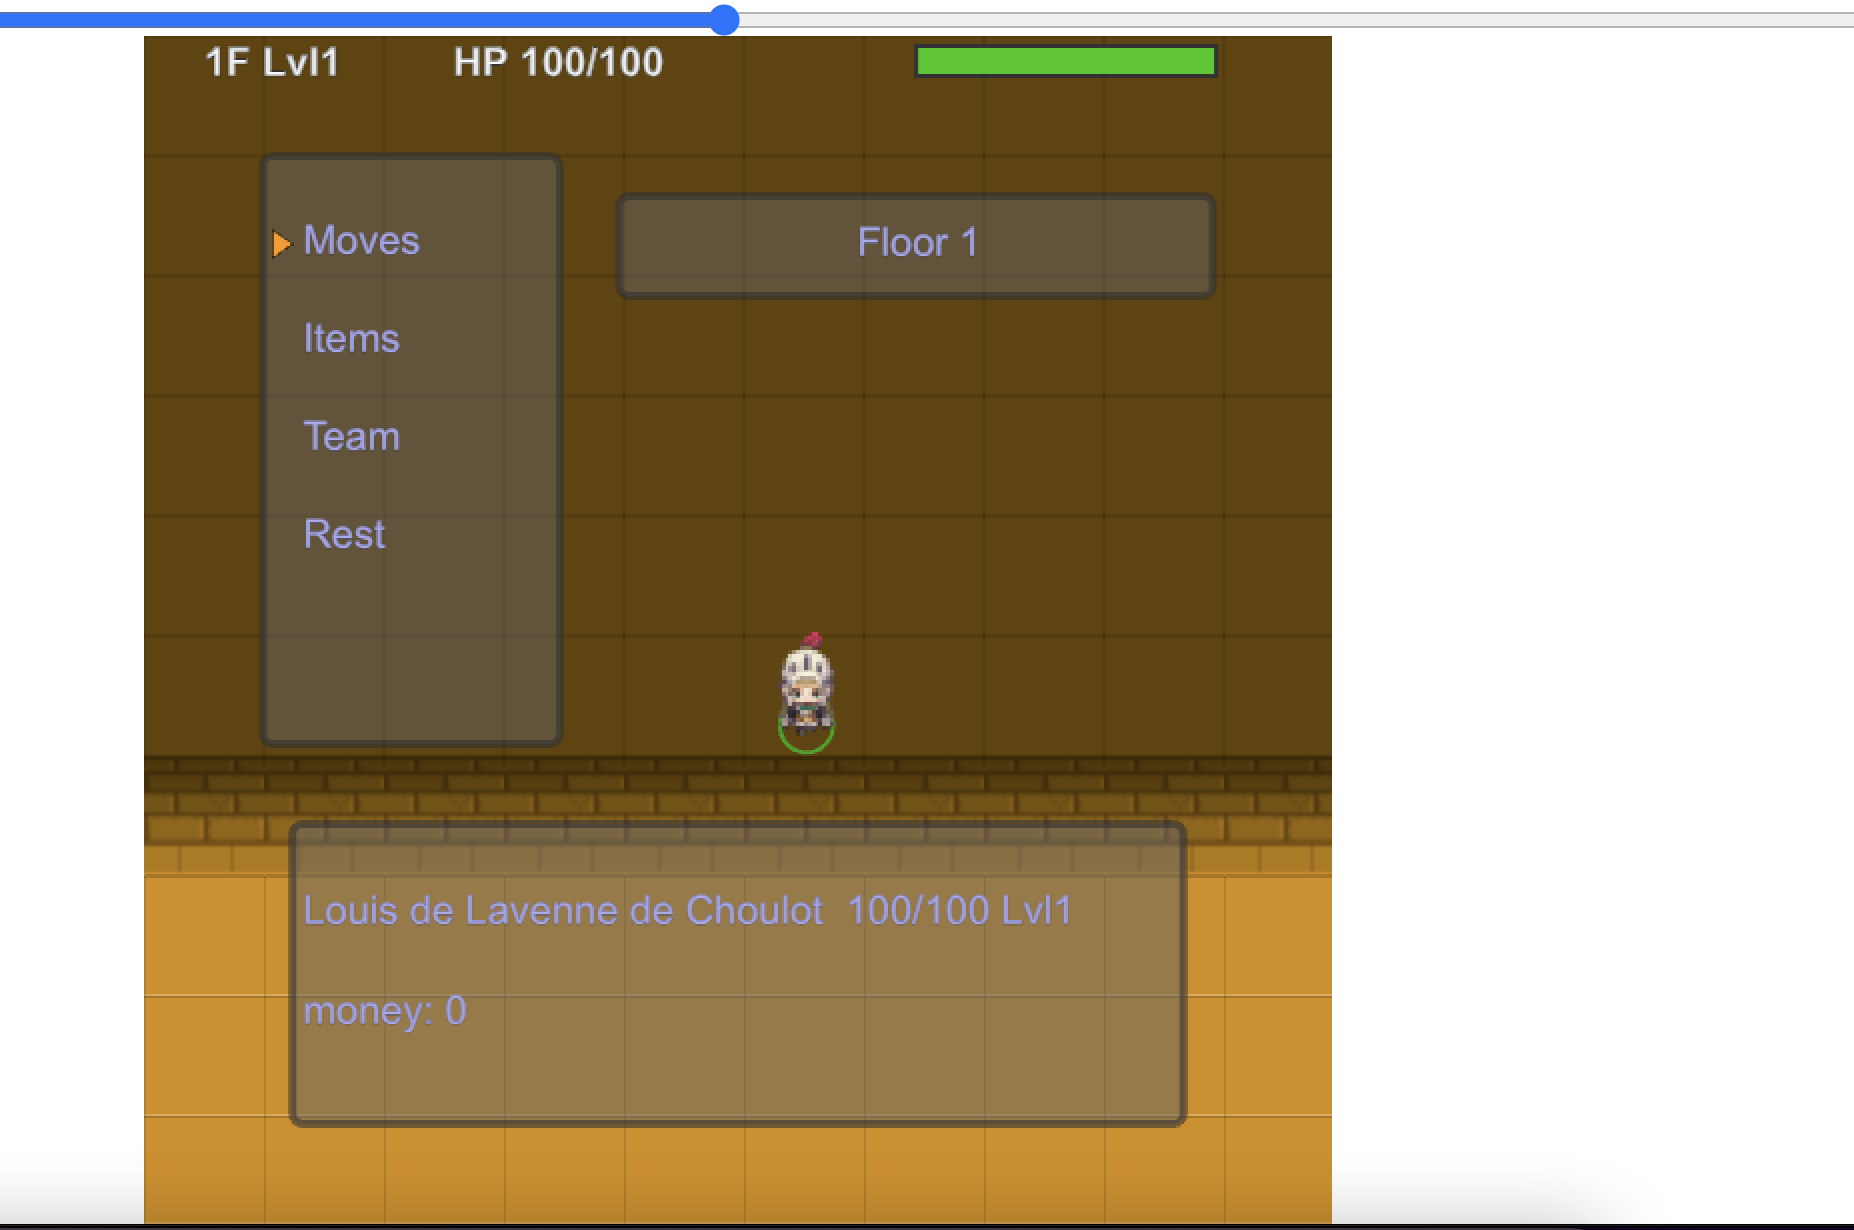 1F Lvl1 HP 100/100
Moves
Floor 1
Items
Team
Rest
Louis de Lavenne de Choulot 100/100 Lvl1
money: 0